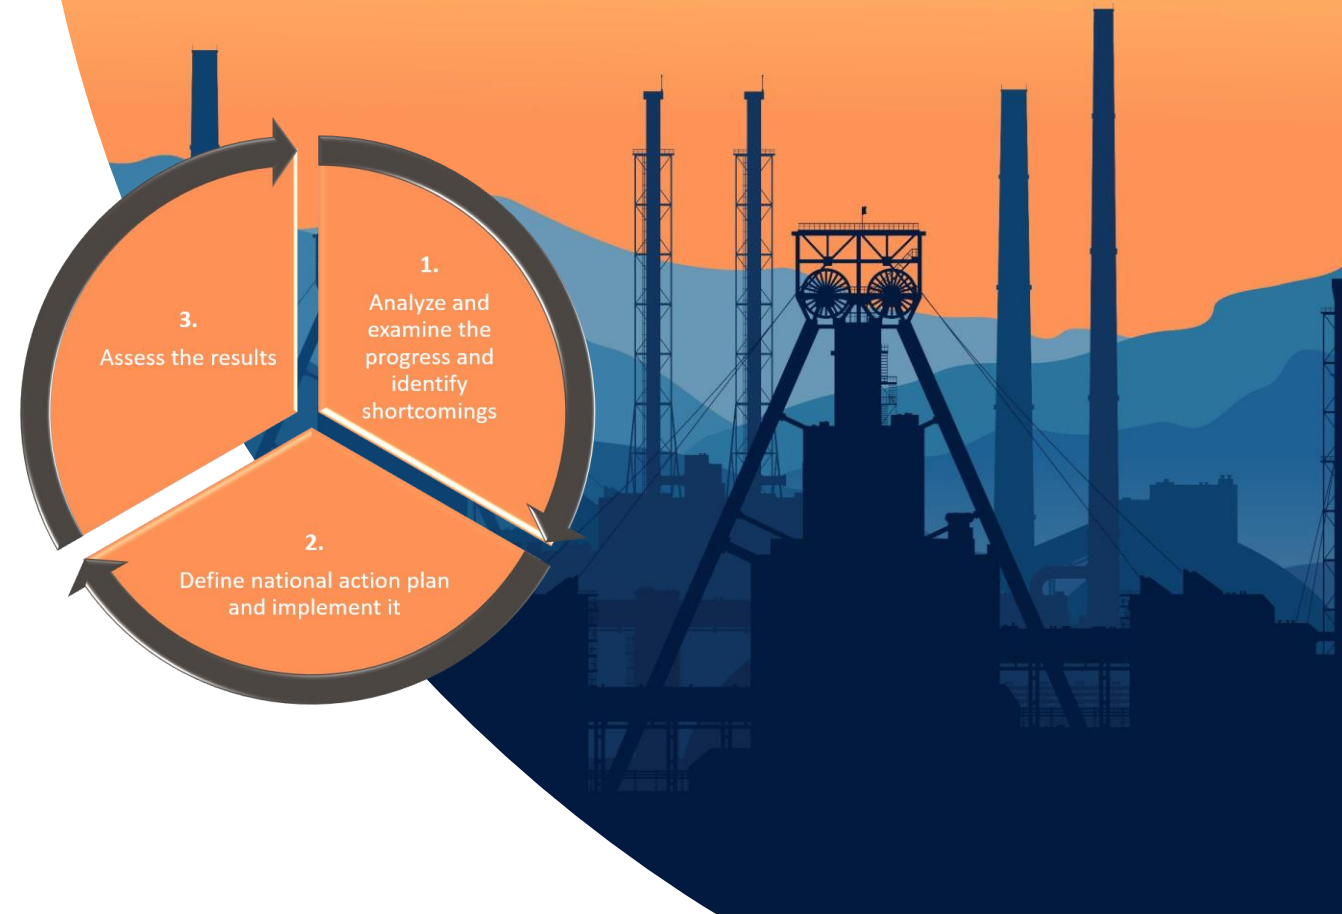 1.
Analyze and
examine the
progress and
identify
shortcomings
2.
Define national action plan
and implement it
3.
Assess the results